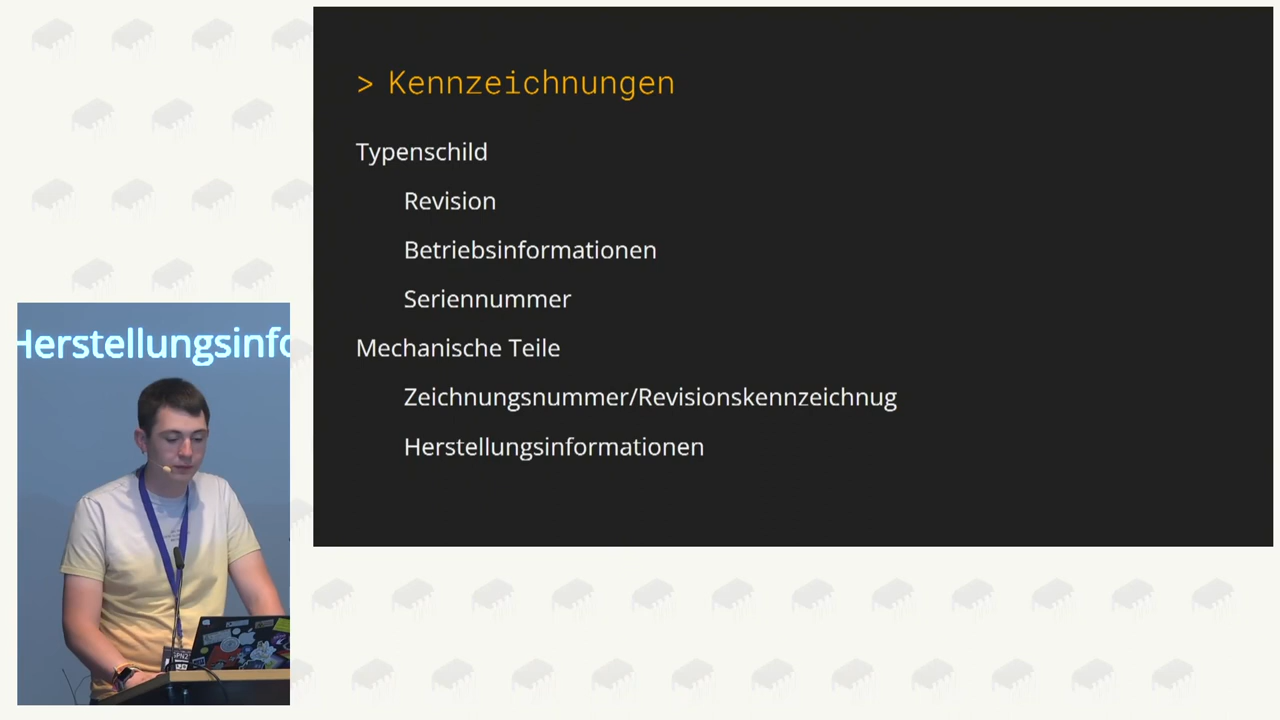 > Kennzeichnungen
Typenschild
Revision
Betriebsinformationen
Seriennummer
Mechanische Teile
Zeichnungsnummer/Revisionskennzeichnug
Herstellungsinformationen
Herstellungsinfo